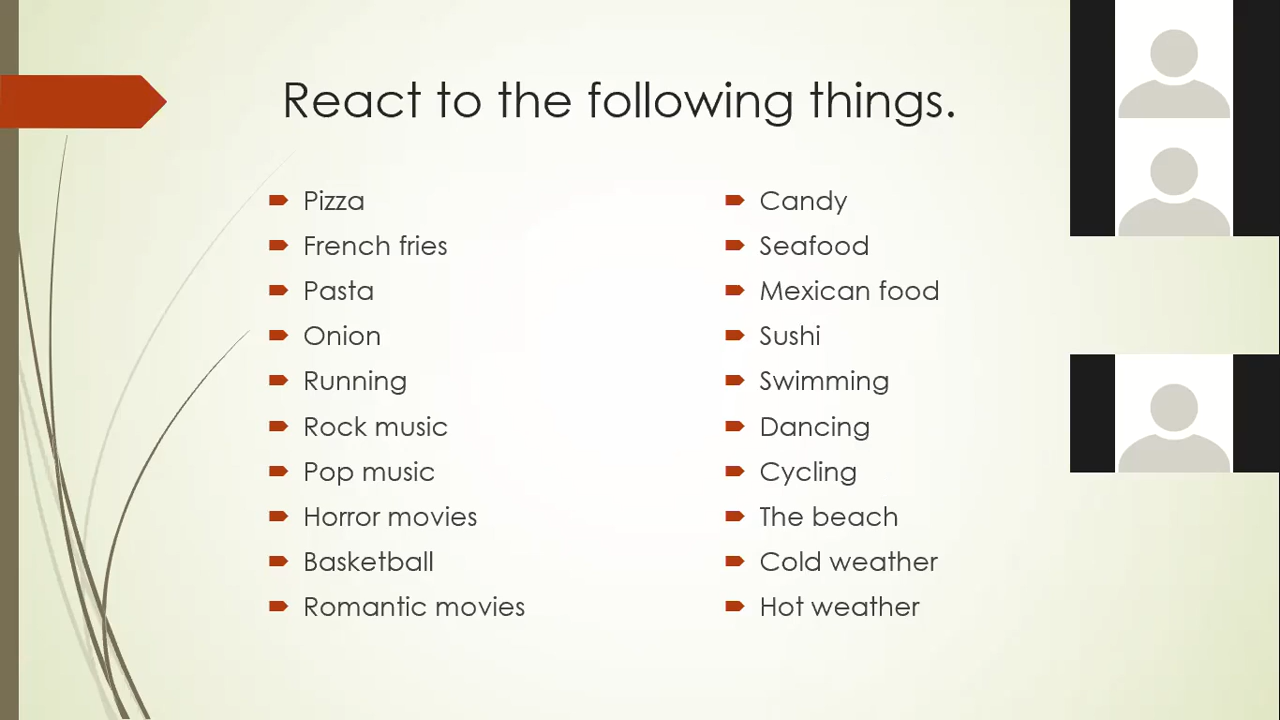 React to the following things.
Pizza
French fries
Pasta
Onion
Running
Rock music
Pop music
Horror movies
Basketball
Romantic movies
Candy
Seafood
Mexican food
Sushi
Swimming
Dancing
Cycling
The beach
Cold weather
Hot weather